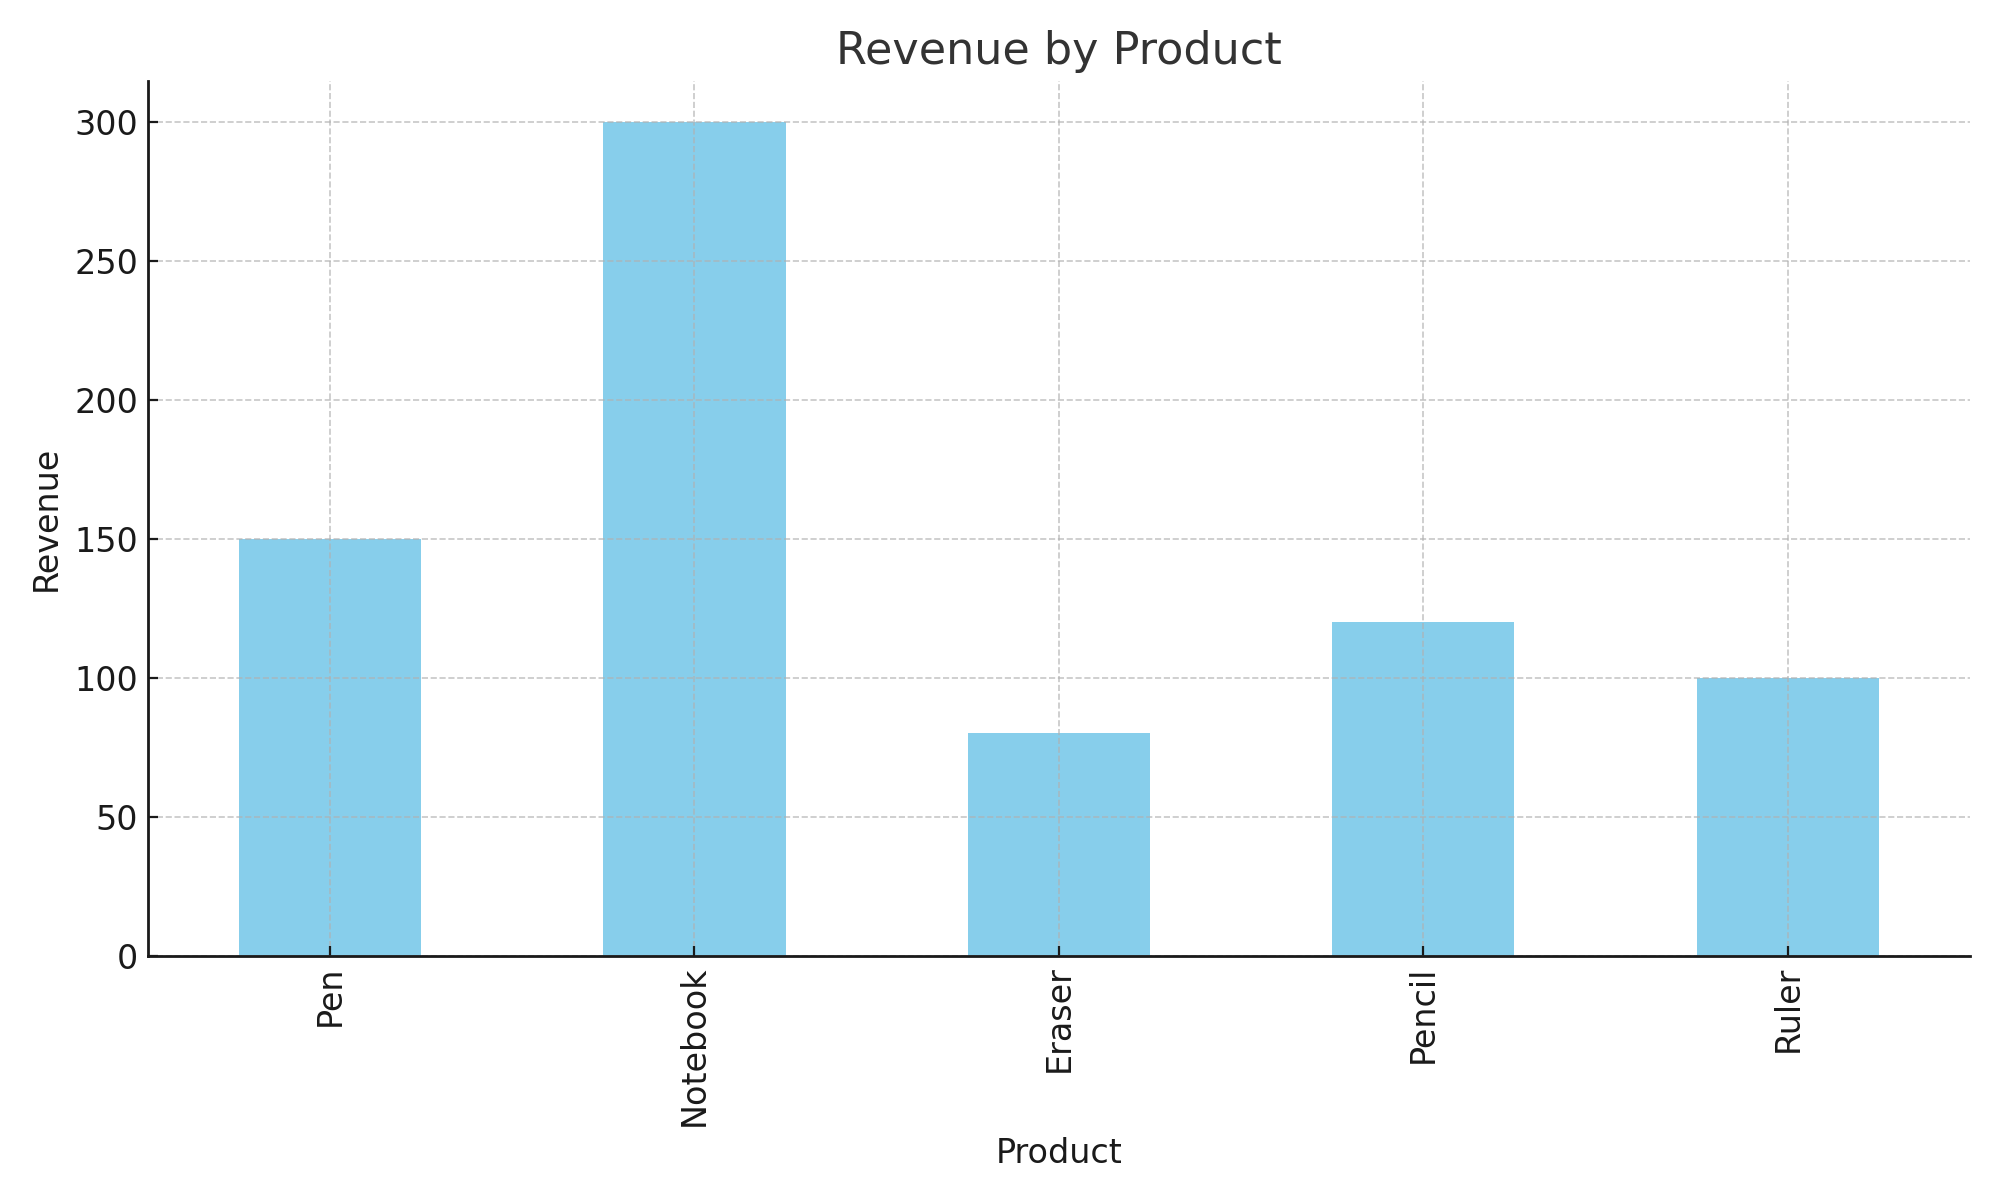 Revenue by Product
Revenue
300
250
200
150
100
50
0
Pen
Notebook
Eraser
Pencil
Ruler
Product